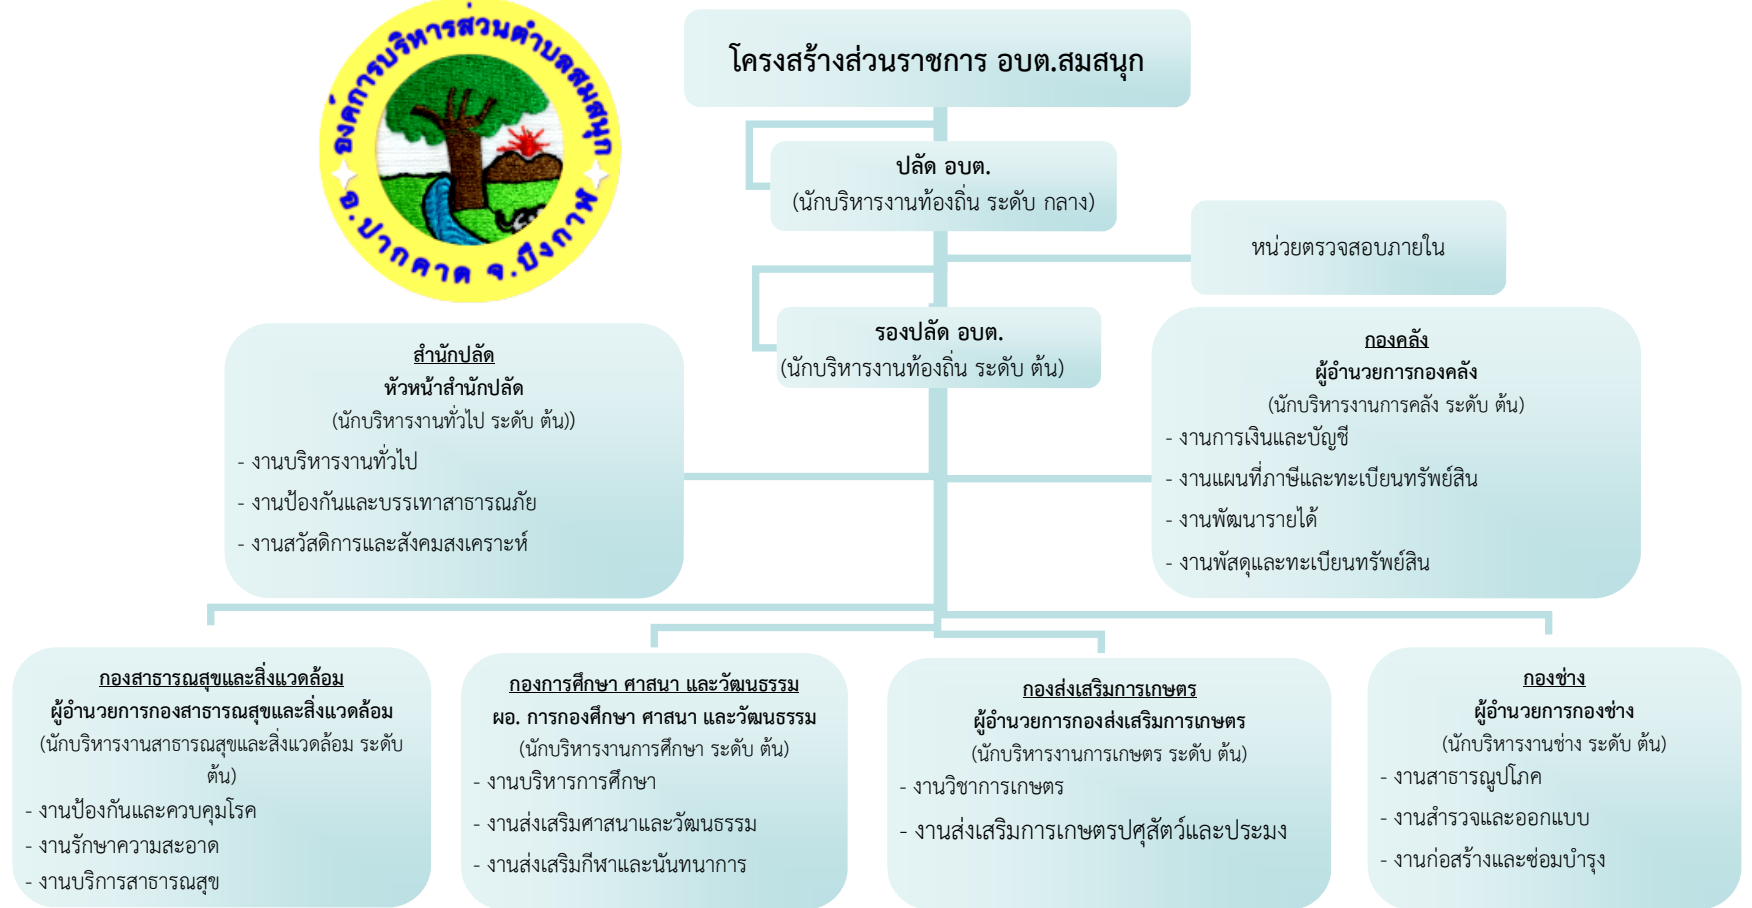 องค์การบริหารส่วนตำบลสมสนุก
อ.ปากคาด จ.บึงกาฬ
โครงสร้างส่วนราชการ อบต.สมสนุก
ปลัด อบต.
(นักบริหารงานท้องถิ่น ระดับ กลาง)
หน่วยตรวจสอบภายใน
รองปลัด อบต.
(นักบริหารงานท้องถิ่น ระดับ ต้น)
สำนักปลัด
หัวหน้าสำนักปลัด
(นักบริหารงานทั่วไป ระดับ ต้น))
- งานบริหารงานทั่วไป
- งานป้องกันและบรรเทาสาธารณภัย
- งานสวัสดิการและสังคมสงเคราะห์
กองคลัง
ผู้อำนวยการกองคลัง
(นักบริหารงานการคลัง ระดับ ต้น)
- งานการเงินและบัญชี
- งานแผนที่ภาษีและทะเบียนทรัพย์สิน
- งานพัฒนารายได้
- งานพัสดุและทะเบียนทรัพย์สิน
กองสาธารณสุขและสิ่งแวดล้อม
ผู้อำนวยการกองสาธารณสุขและสิ่งแวดล้อม
(นักบริหารงานสาธารณสุขและสิ่งแวดล้อม ระดับ
ต้น)
- งานป้องกันและควบคุมโรค
- งานรักษาความสะอาด
- งานบริการสาธารณสุข
กองการศึกษา ศาสนา และวัฒนธรรม
ผอ. การกองศึกษา ศาสนา และวัฒนธรรม
(นักบริหารงานการศึกษา ระดับ ต้น)
- งานบริหารการศึกษา
- งานส่งเสริมศาสนาและวัฒนธรรม
- งานส่งเสริมกีฬาและนันทนาการ
กองส่งเสริมการเกษตร
ผู้อำนวยการกองส่งเสริมการเกษตร
(นักบริหารงานการเกษตร ระดับ ต้น)
- งานวิชาการเกษตร
- งานส่งเสริมการเกษตรปศุสัตว์และประมง
กองช่าง
ผู้อำนวยการกองช่าง
(นักบริหารงานช่าง ระดับ ต้น)
- งานสาธารณูปโภค
- งานสำรวจและออกแบบ
- งานก่อสร้างและซ่อมบำรุง